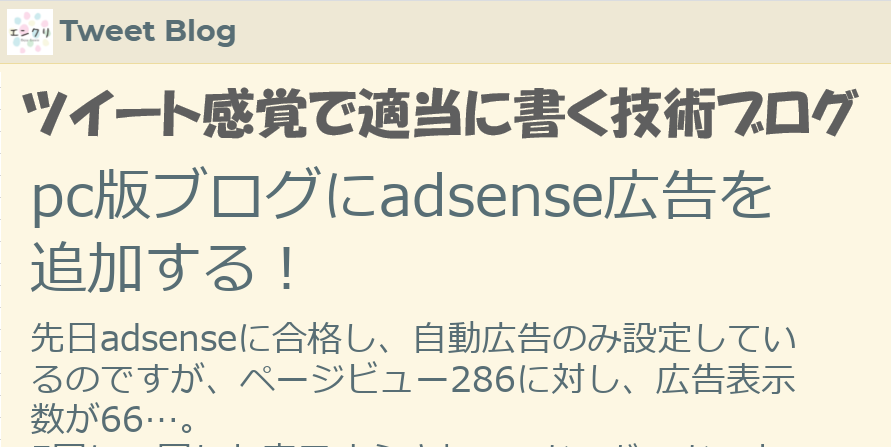 エンクリ
Tweet Blog
ツイート感覚で適当に書く技術ブログ
pc版ブログにadsense広告を
追加する！
先日adsenseに合格し、自動広告のみ設定してい
るのですが、ページビュー286に対し、広告表示
数が66…。